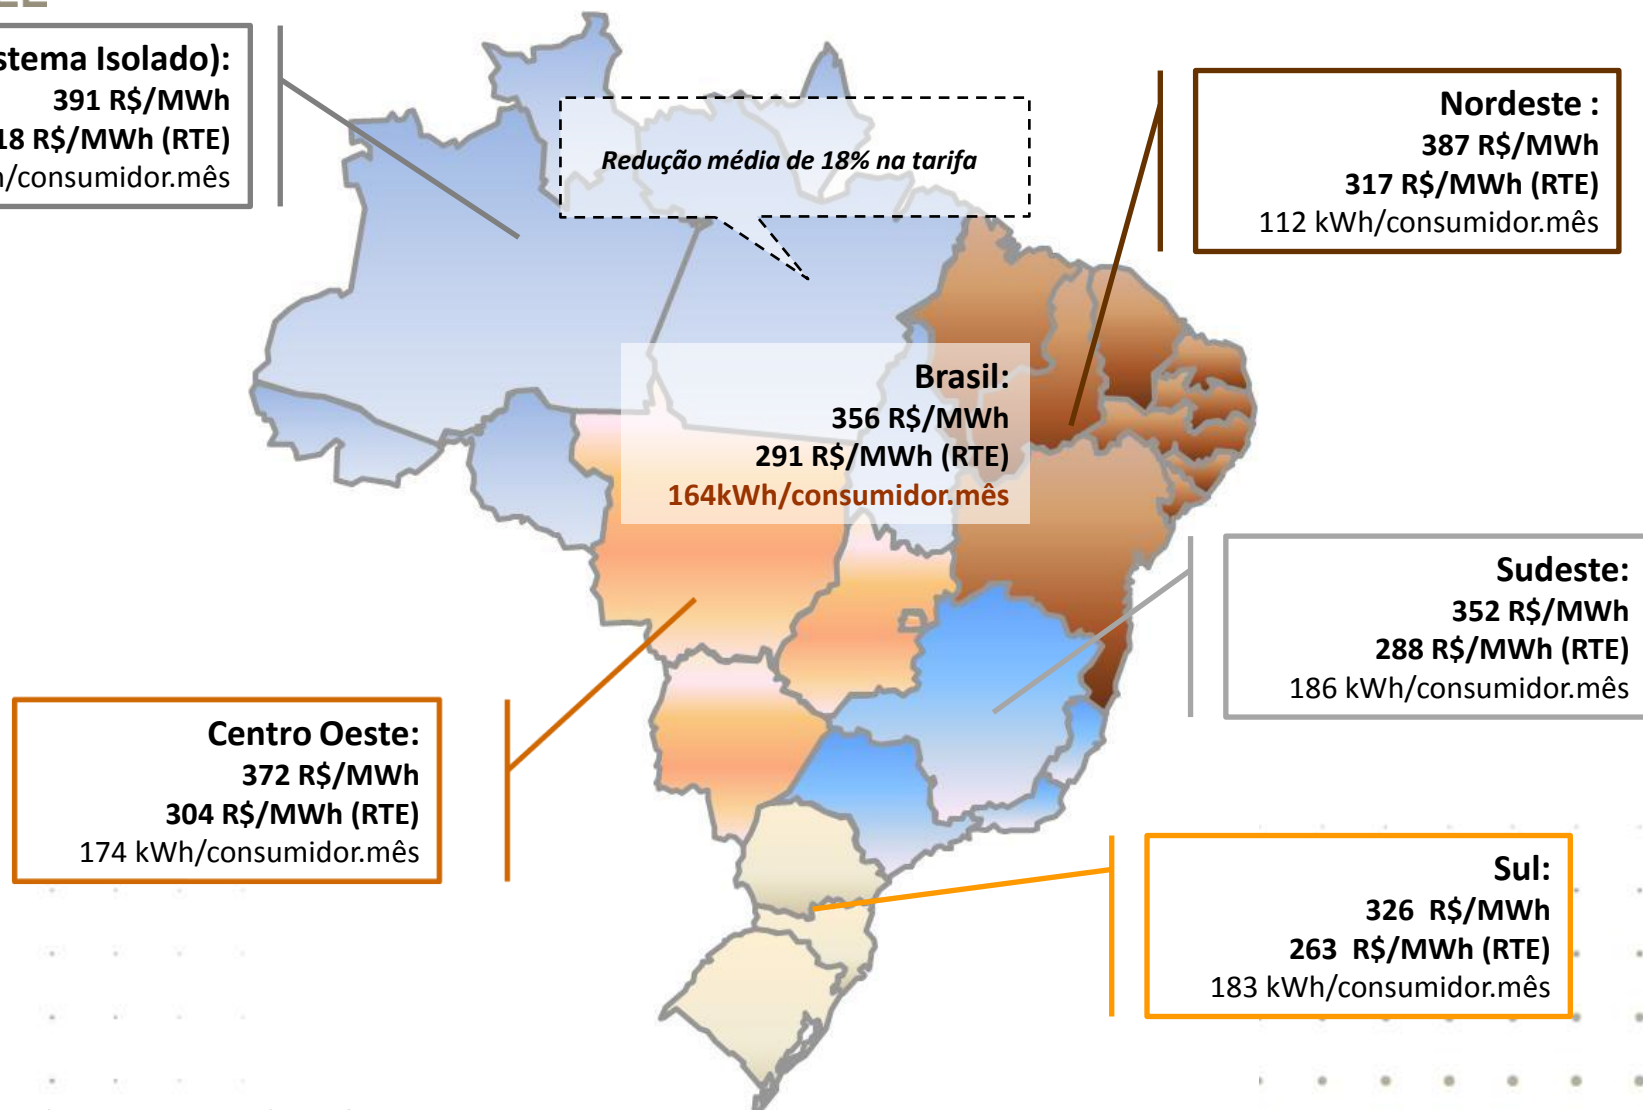 stema Isolado):
391 R$/MWh
18 R$/MWh (RTE)
/consumidor.mês
Redução média de 18% na tarifa
Nordeste :
387 R$/MWh
317 R$/MWh (RTE)
112 kWh/consumidor.mês
Brasil:
356 R$/MWh
291 R$/MWh (RTE)
164kWh/consumidor.mês
Sudeste:
352 R$/MWh
288 R$/MWh (RTE)
186 kWh/consumidor.mês
Centro Oeste:
372 R$/MWh
304 R$/MWh (RTE)
174 kWh/consumidor.mês
Sul:
326 R$/MWh
263 R$/MWh (RTE)
183 kWh/consumidor.mês